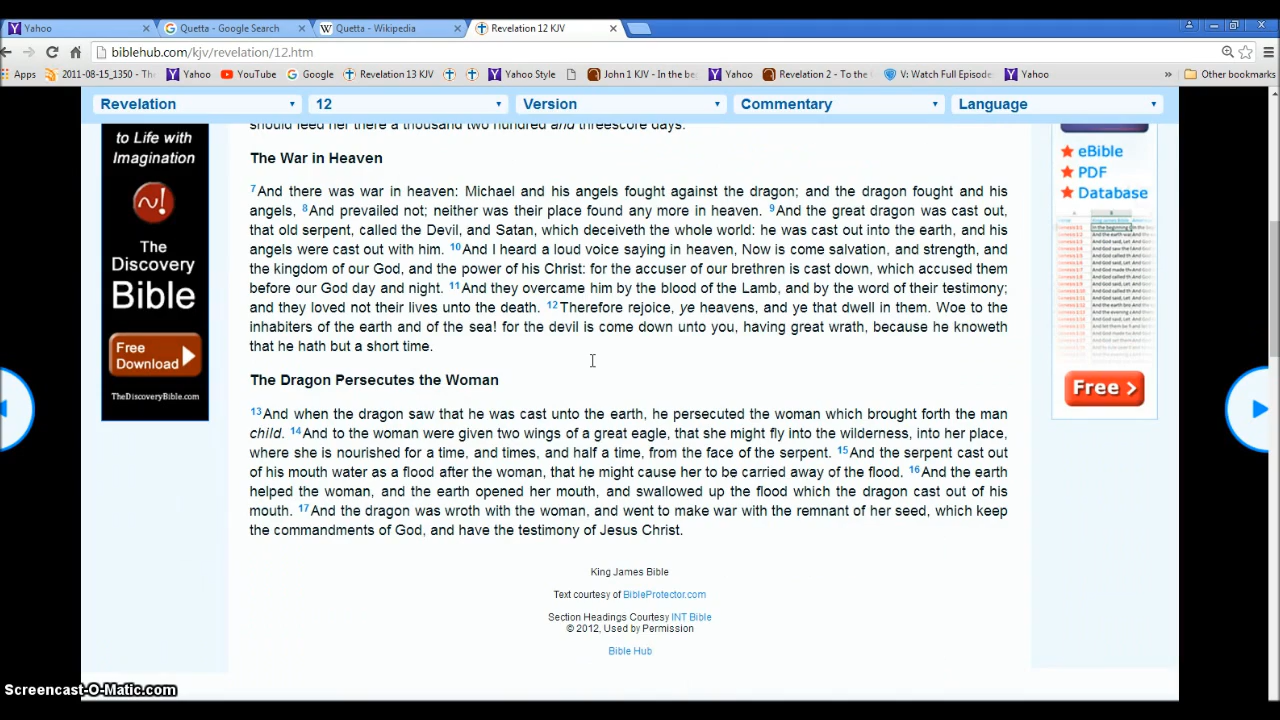 Yahoo
Quetta - Google Search
Quetta - Wikipedia
Revelation 12 KJV
biblehub.com/kjv/revelation/12.htm
Apps
2011-08-15_1350 - The
Yahoo
YouTube
Google
Revelation 13 KJV
Yahoo Style
John 1 KJV - In the be
Yahoo
Revelation 2 - To the
V: Watch Full Episode
Yahoo
»
Other bookmarks
Revelation
12
Version
Commentary
Language
to Life with
Imagination
The
Discovery
Bible
Free
Download
TheDiscoveryBible.com
should feed her there a thousand two hundred and threescore days.
The War in Heaven
7And there was war in heaven: Michael and his angels fought against the dragon; and the dragon fought and his
angels, 8And prevailed not; neither was their place found any more in heaven. 9And the great dragon was cast out,
that old serpent, called the Devil, and Satan, which deceiveth the whole world: he was cast out into the earth, and his
angels were cast out with him. 10And I heard a loud voice saying in heaven, Now is come salvation, and strength, and
the kingdom of our God, and the power of his Christ: for the accuser of our brethren is cast down, which accused them
before our God day and night. 11And they overcame him by the blood of the Lamb, and by the word of their testimony;
and they loved not their lives unto the death. 12Therefore rejoice, ye heavens, and ye that dwell in them. Woe to the
inhabiters of the earth and of the sea! for the devil is come down unto you, having great wrath, because he knoweth
that he hath but a short time.
The Dragon Persecutes the Woman
13And when the dragon saw that he was cast unto the earth, he persecuted the woman which brought forth the man
child. 14And to the woman were given two wings of a great eagle, that she might fly into the wilderness, into her place,
where she is nourished for a time, and times, and half a time, from the face of the serpent. 15And the serpent cast out
of his mouth water as a flood after the woman, that he might cause her to be carried away of the flood. 16And the earth
helped the woman, and the earth opened her mouth, and swallowed up the flood which the dragon cast out of his
mouth. 17And the dragon was wroth with the woman, and went to make war with the remnant of her seed, which keep
the commandments of God, and have the testimony of Jesus Christ.
King James Bible
Text courtesy of BibleProtector.com
Section Headings Courtesy INT Bible
© 2012, Used by Permission
Bible Hub
eBible
PDF
Database
Free >
Screencast-O-Matic.com